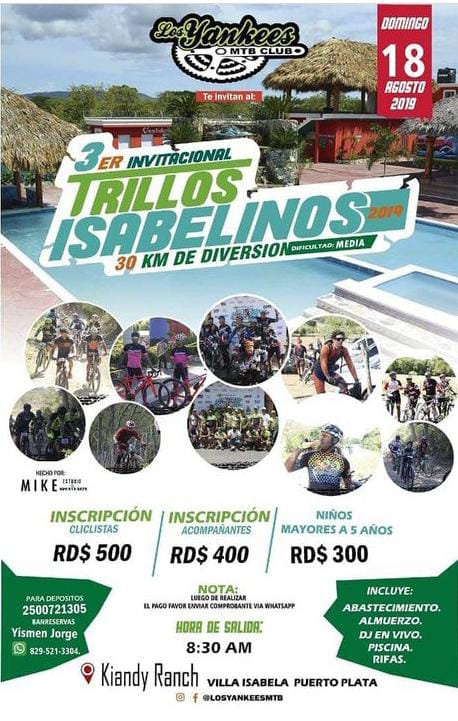 Los Yankees
MTB CLUB
Te invitan al:
DOMINGO
18
AGOSTO
2019
3ER INVITACIONAL
TRILLOS
ISABELINOS 2019
30 KM DE DIVERSION DIFICULTAD: MEDIA
HECHO POR:
MIKE ESTUDIO
INSCRIPCIÓN
CICLISTAS
RD$ 500
INSCRIPCIÓN
ACOMPAÑANTES
RD$ 400
NIÑOS
MAYORES A 5 AÑOS
RD$ 300
PARA DEPOSITOS
2500721305
BANRESERVAS
Yismen Jorge
829-521-3304.
NOTA:
LUEGO DE REALIZAR
EL PAGO FAVOR ENVIAR COMPROBANTE VIA WHATSAPP
HORA DE SALIDA:
8:30 AM
INCLUYE:
ABASTECIMIENTO.
ALMUERZO.
DJ EN VIVO.
PISCINA.
RIFAS.
Kiandy Ranch VILLA ISABELA PUERTO PLATA
@LOSYANKEESMTB